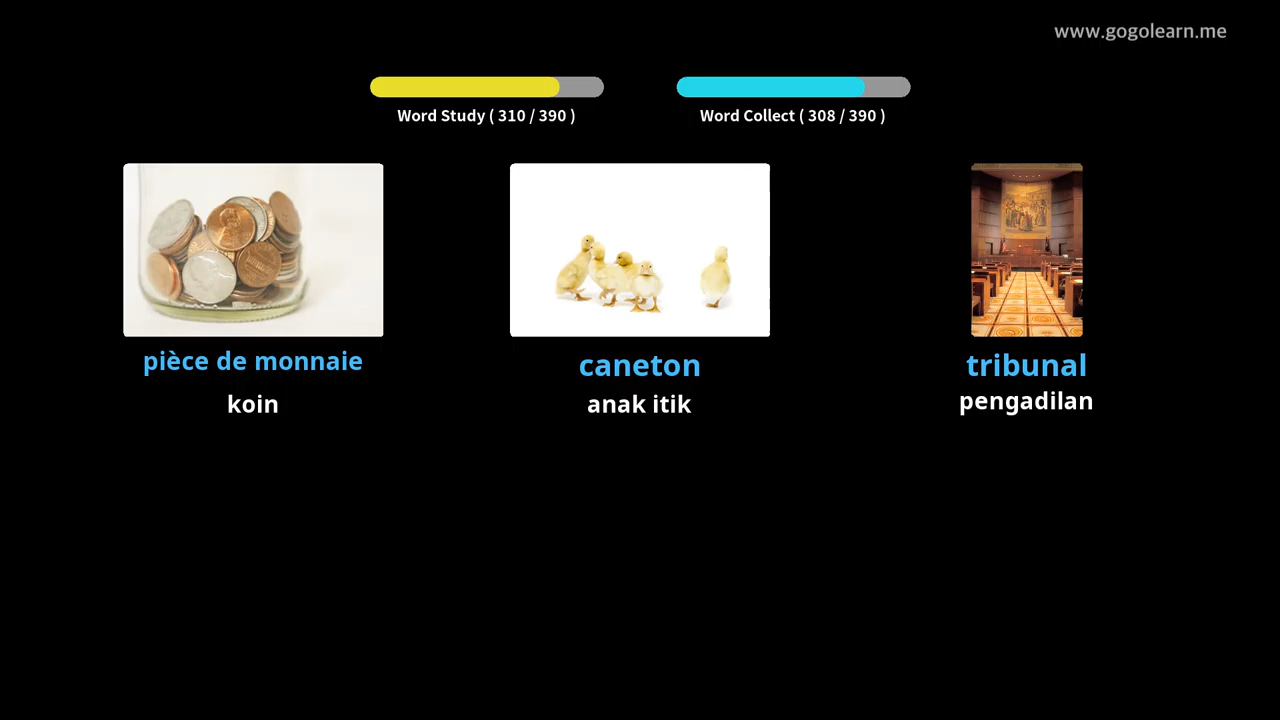 www.gogolearn.me
Word Study ( 310 / 390 )
Word Collect ( 308 / 390 )
pièce de monnaie
koin
caneton
anak itik
tribunal
pengadilan